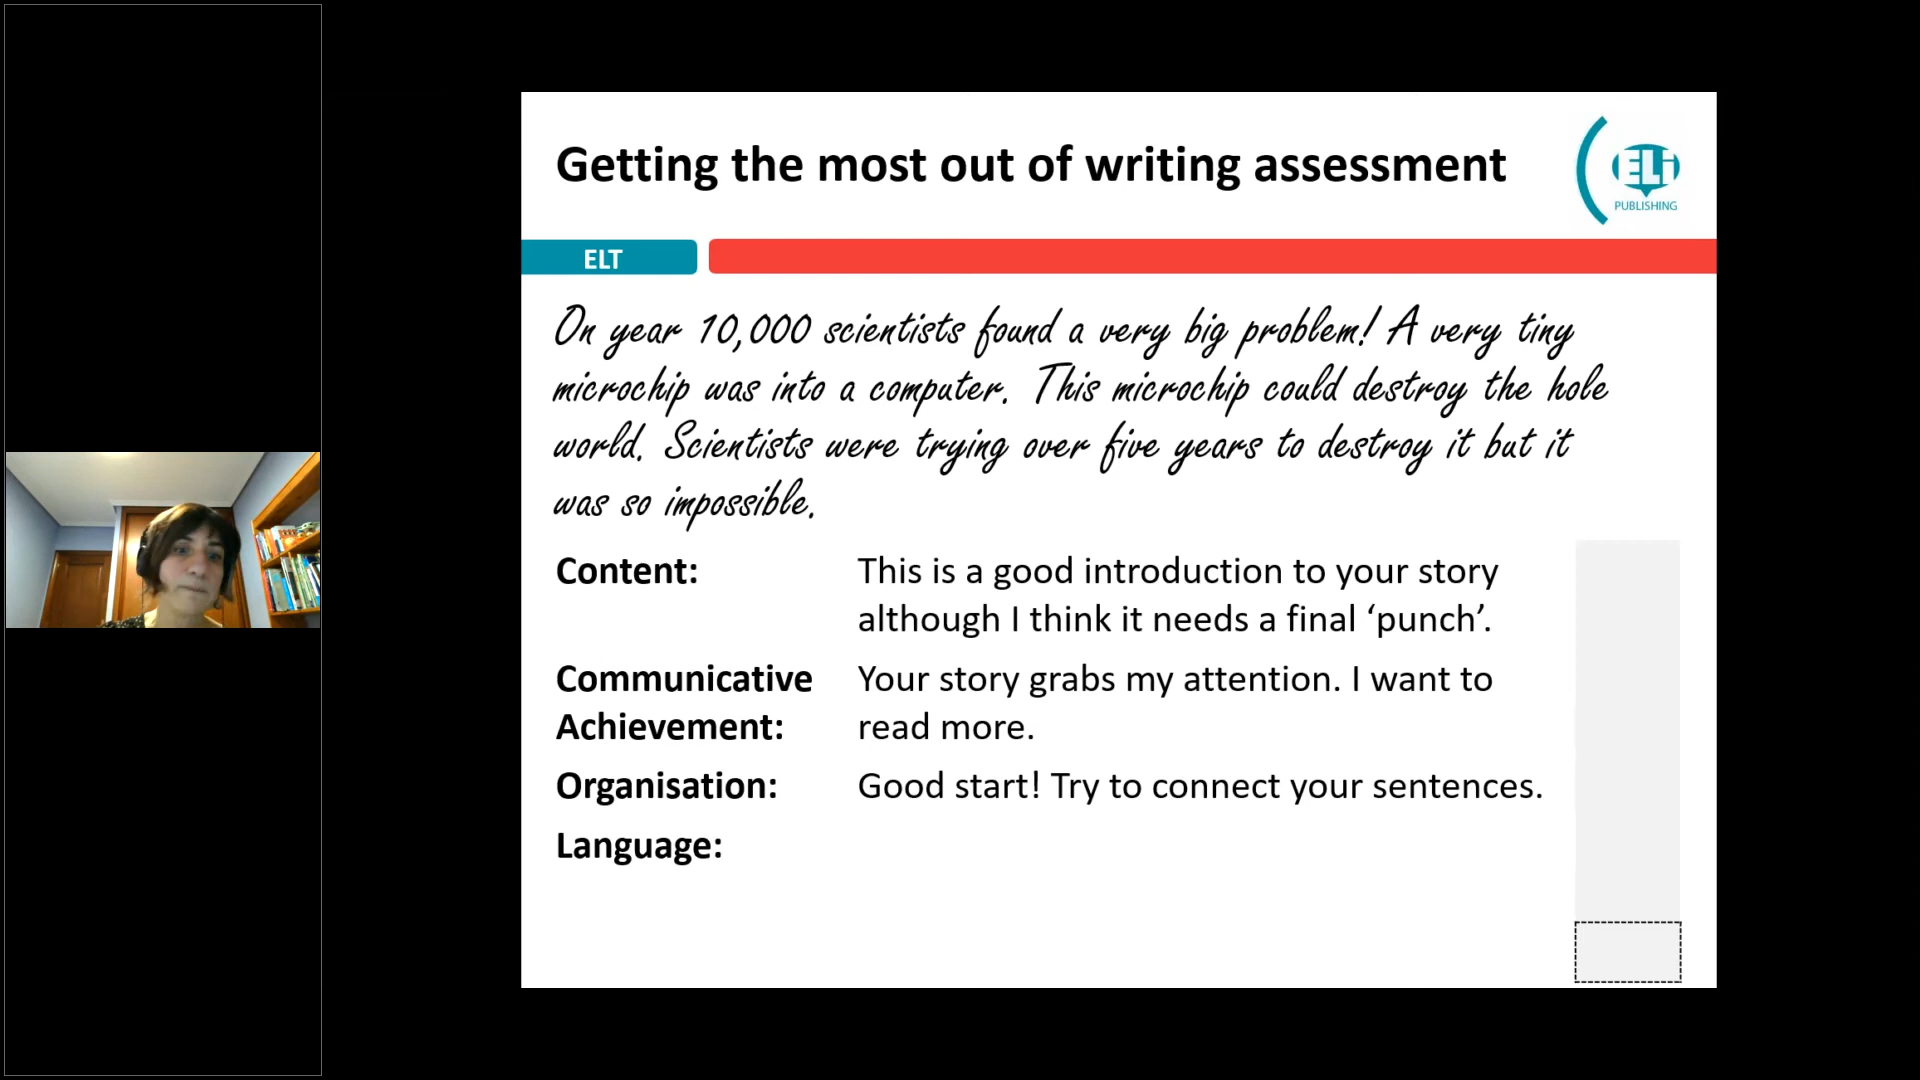 Getting the most out of writing assessment
ELi
PUBLISHING
ELT
On year 10,000 scientists found a very big problem! A very tiny
microchip was into a computer. This microchip could destroy the hole
world. Scientists were trying over five years to destroy it but it
was so impossible.
Content: This is a good introduction to your story
although I think it needs a final ‘punch’.
Communicative Your story grabs my attention. I want to
Achievement: read more.
Organisation: Good start! Try to connect your sentences.
Language: